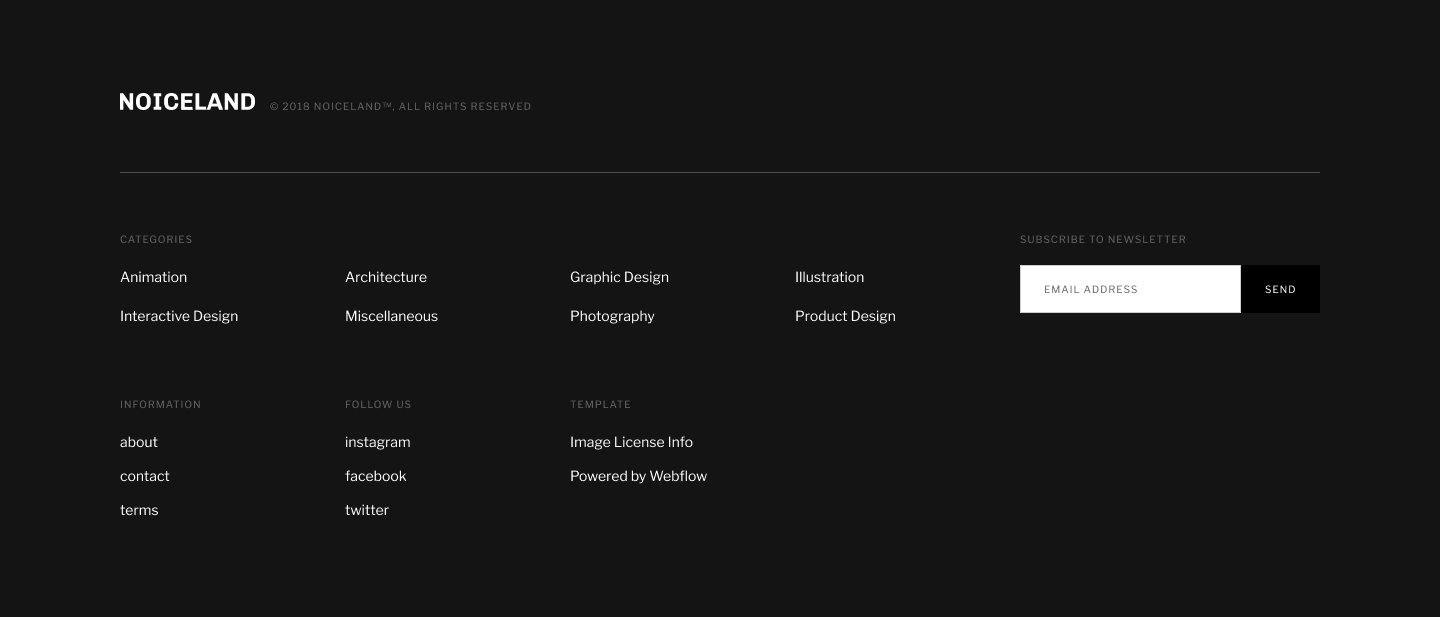 NOICELAND © 2018 NOICELAND™, ALL RIGHTS RESERVED
CATEGORIES
Animation
Architecture
Graphic Design
Illustration
Interactive Design
Miscellaneous
Photography
Product Design
SUBSCRIBE TO NEWSLETTER
EMAIL ADDRESS
SEND
INFORMATION
about
contact
terms
FOLLOW US
instagram
facebook
twitter
TEMPLATE
Image License Info
Powered by Webflow